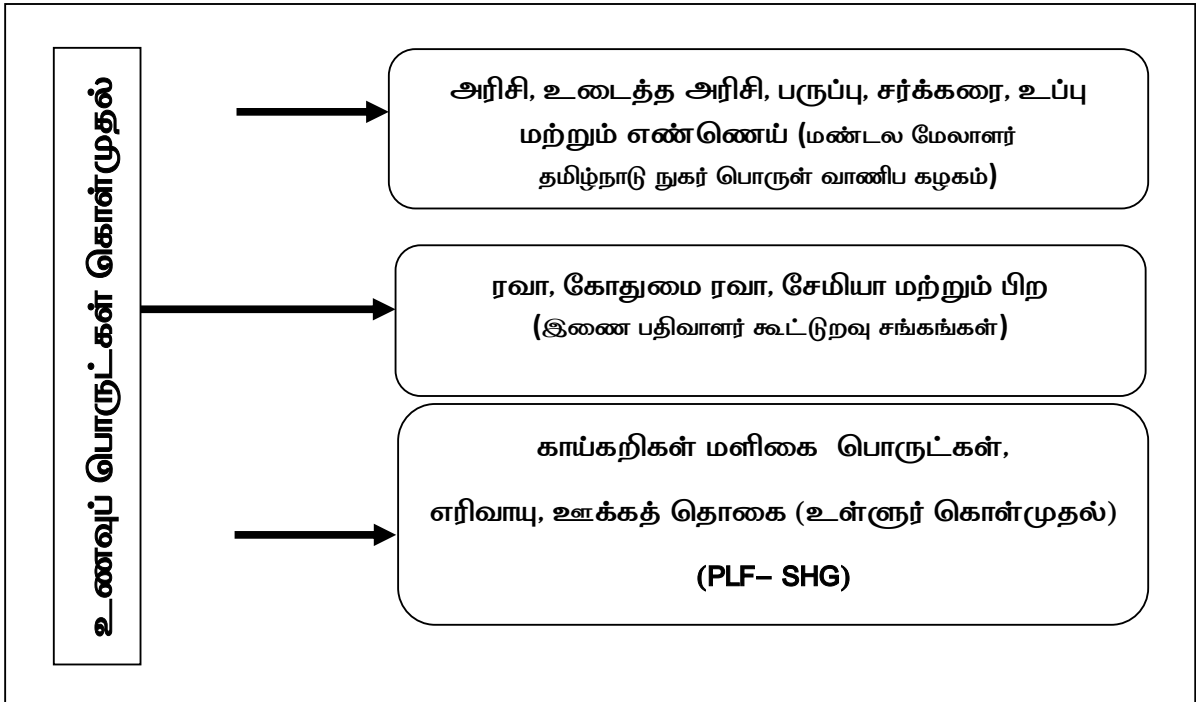 உணவுப் பொருட்கள் கொள்முதல்
அரிசி, உடைத்த அரிசி, பருப்பு, சர்க்கரை, உப்பு
மற்றும் எண்ணெய் (மண்டல மேலாளர்
தமிழ்நாடு நுகர் பொருள் வாணிப கழகம்)
ரவா, கோதுமை ரவா, சேமியா மற்றும் பிற
(இணை பதிவாளர் கூட்டுறவு சங்கங்கள்)
காய்கறிகள் மளிகை பொருட்கள்,
எரிவாயு, ஊக்கத் தொகை (உள்ளுர் கொள்முதல்)
(PLF– SHG)